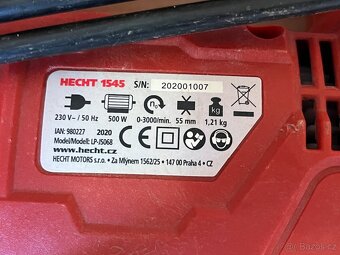 HECHT 1545 S/N: 202001007
kg
230 V~ / 50 Hz 500 W 0-3000/min. 55 mm 1,21 kg
IAN: 980227 2020
Model/Modell: LP-JS068
www.hecht.cz
HECHT MOTORS s.r.o. • Za Mlýnem 1562/25 • 147 00 Praha 4 • CZ